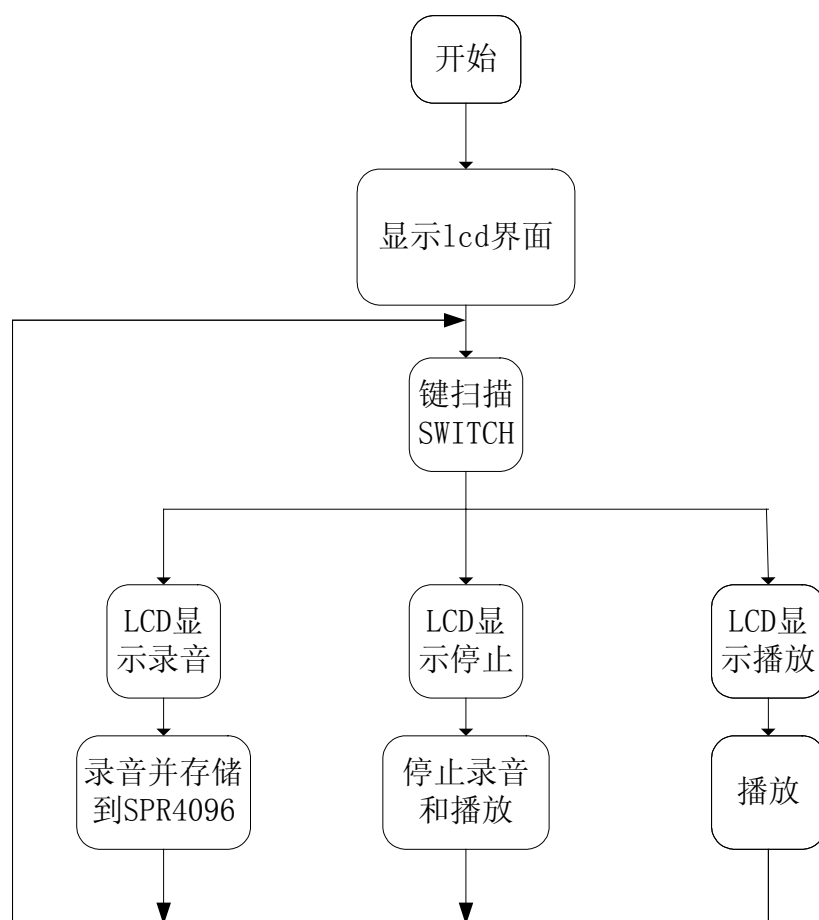 开始
显示lcd界面
键扫描
SWITCH
LCD显
示录音
LCD显
示停止
LCD显
示播放
录音并存储
到SPR4096
停止录音
和播放
播放